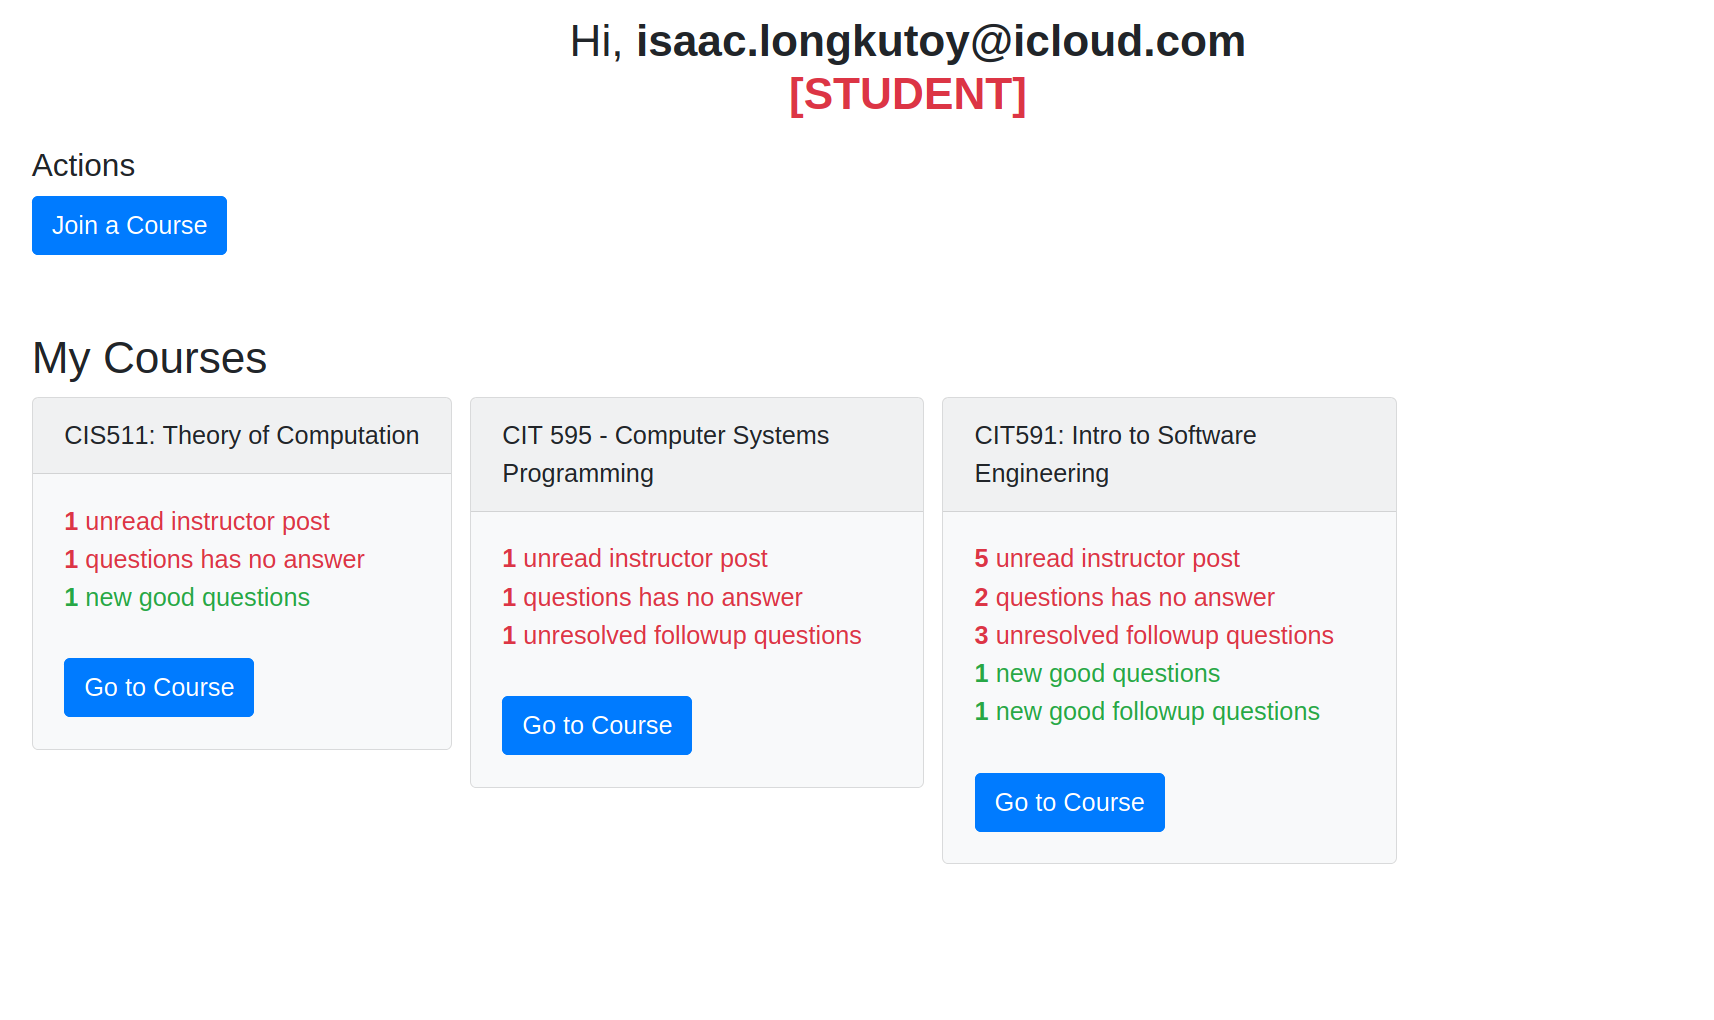 Hi, isaac.longkutoy@icloud.com
[STUDENT]
Actions
Join a Course
My Courses
CIS511: Theory of Computation
1 unread instructor post
1 questions has no answer
1 new good questions
Go to Course
CIT 595 - Computer Systems
Programming
1 unread instructor post
1 questions has no answer
1 unresolved followup questions
Go to Course
CIT591: Intro to Software
Engineering
5 unread instructor post
2 questions has no answer
3 unresolved followup questions
1 new good questions
1 new good followup questions
Go to Course